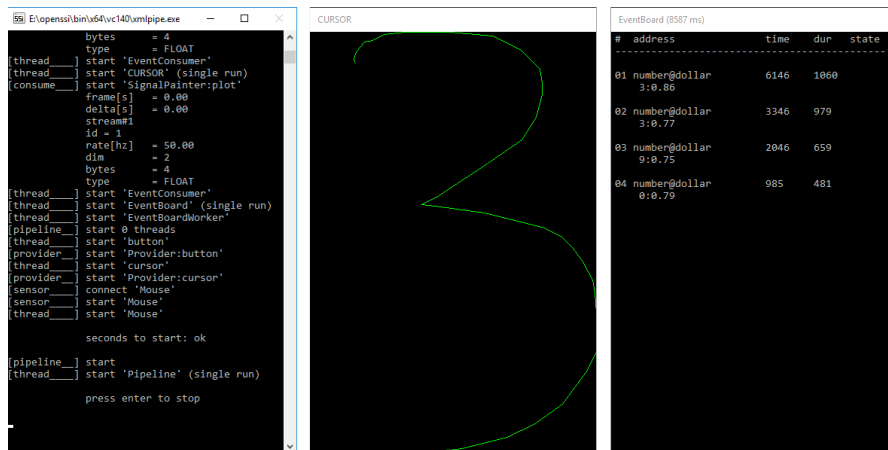 E:\openssi\bin\x64\vc140\xmlpipe.exe
bytes = 4
type = FLOAT
[thread____] start 'EventConsumer'
[thread____] start 'CURSOR' (single run)
[consume___] start 'SignalPainter:plot'
frame[s] = 0.00
delta[s] = 0.00
stream#1
id = 1
rate[hz] = 50.00
dim = 2
bytes = 4
type = FLOAT
[thread____] start 'EventConsumer'
[thread____] start 'EventBoard' (single run)
[thread____] start 'EventBoardWorker'
[pipeline__] start 0 threads
[thread____] start 'button'
[provider__] start 'Provider:button'
[thread____] start 'cursor'
[provider__] start 'Provider:cursor'
[sensor____] connect 'Mouse'
[sensor____] start 'Mouse'
[thread____] start 'Mouse'
seconds to start: ok
[pipeline__] start
[thread____] start 'Pipeline' (single run)
press enter to stop
CURSOR
EventBoard (8587 ms)
# address time dur state
--------------------------------------------
01 number@dollar 6146 1060
3:0.86
02 number@dollar 3346 979
3:0.77
03 number@dollar 2046 659
9:0.75
04 number@dollar 985 481
0:0.79